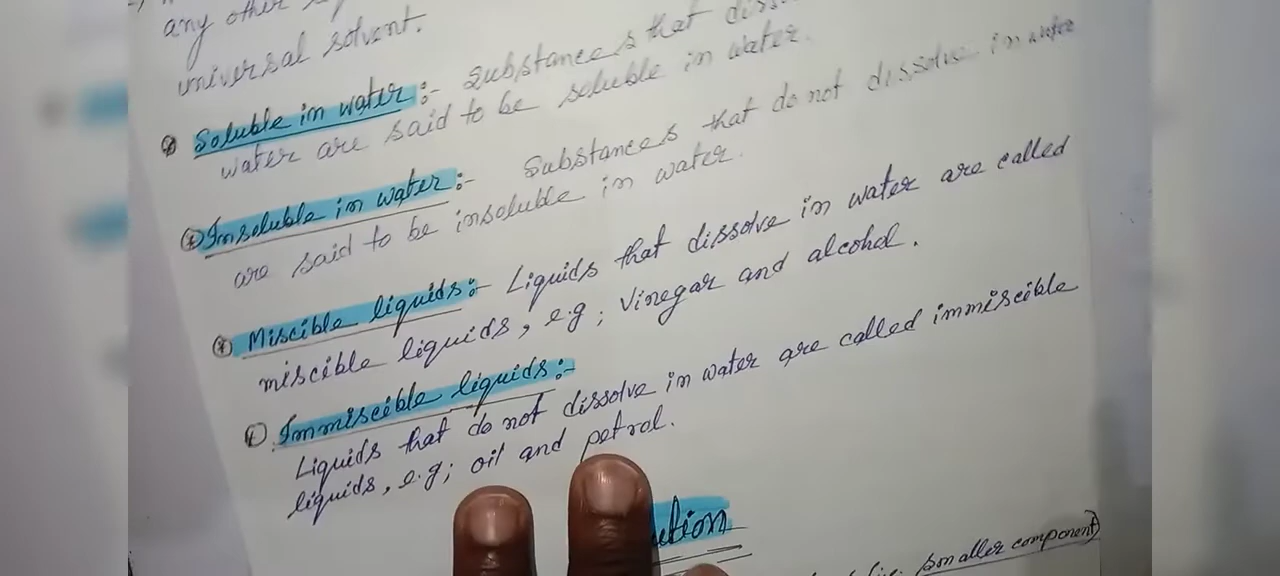 any other
universal solvent.
Soluble in water:- Substances that
water are said to be soluble in water.
Insoluble in water:- Substances that do not dissolve in water
are said to be insoluble in water.
Miscible liquids:- Liquids that dissolve in water are called
miscible liquids, e.g; Vinegar and alcohol.
Immiscible liquids:-
Liquids that do not dissolve in water are called immiscible
liquids, e.g; oil and petrol.
ution
smaller component)